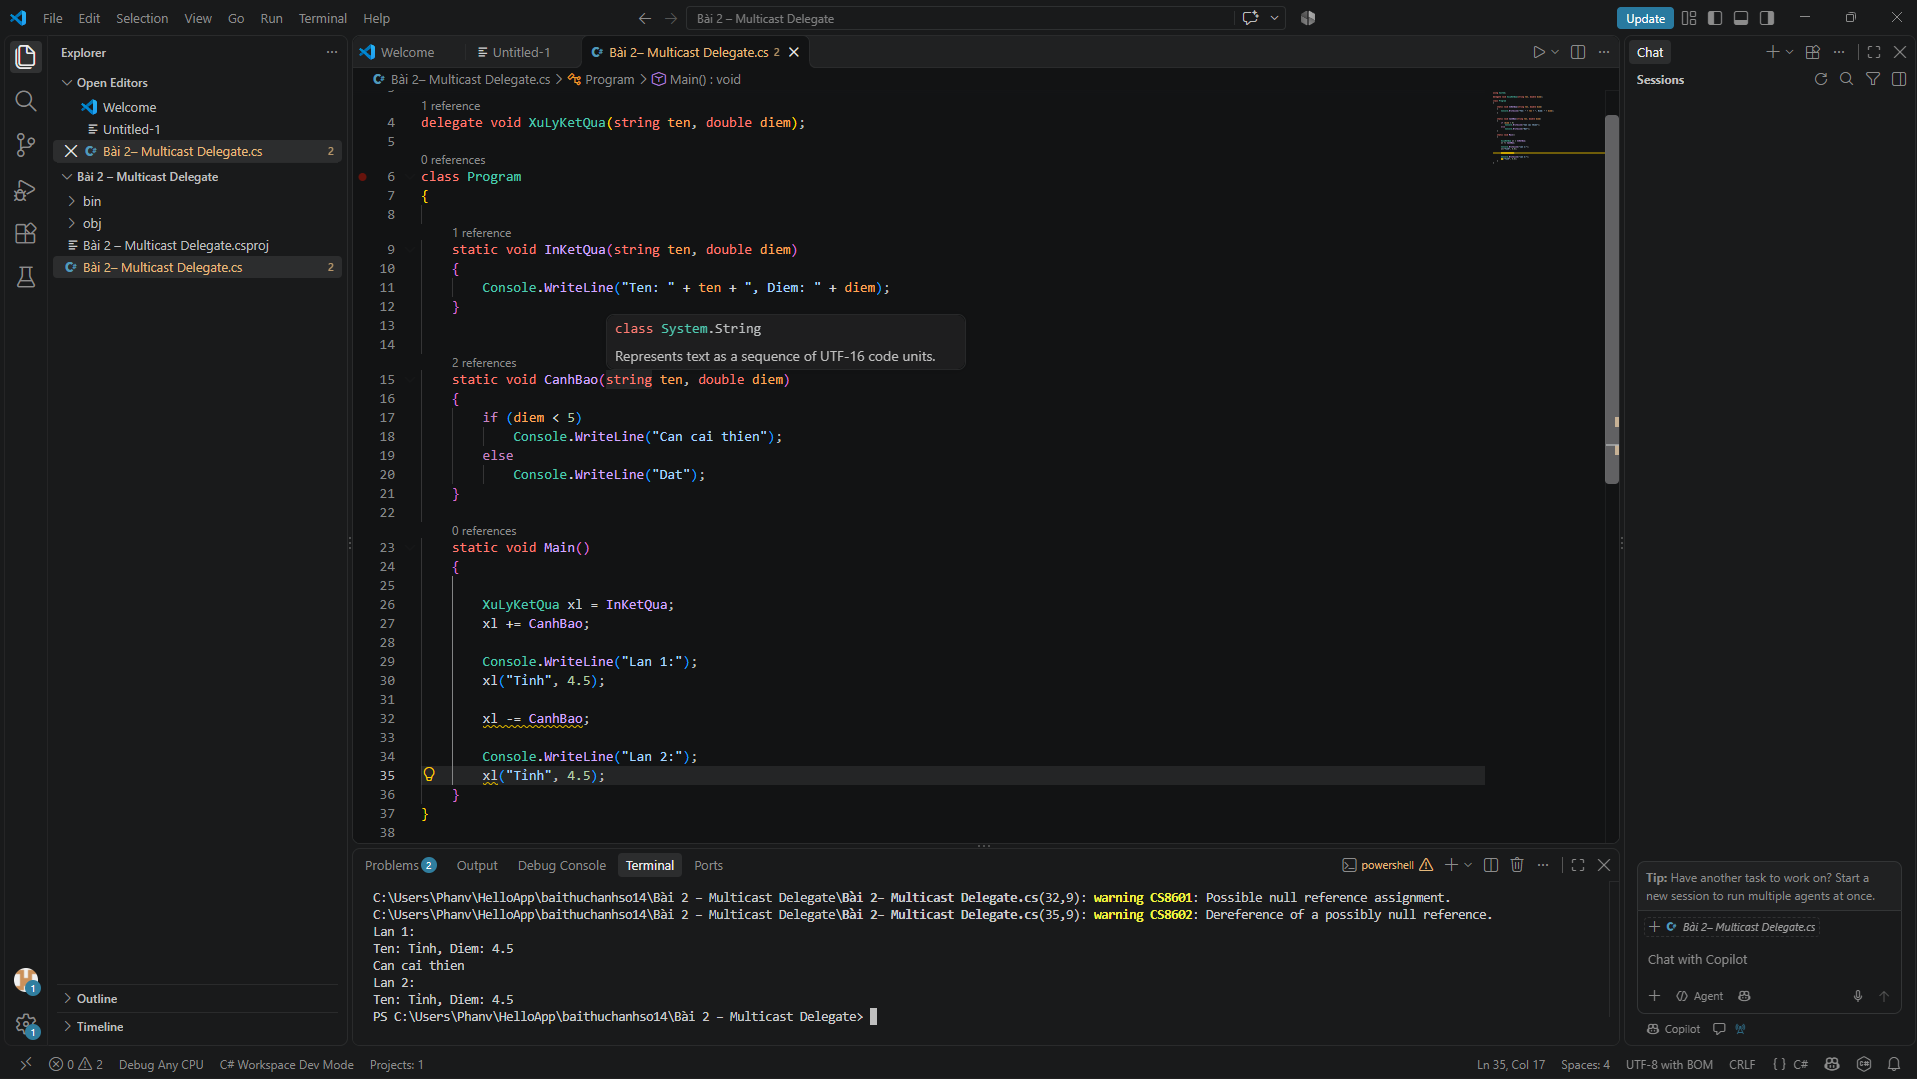 File Edit Selection View Go Run Terminal Help
Bài 2 – Multicast Delegate
Update
Explorer
Open Editors
Welcome
Untitled-1
Bài 2– Multicast Delegate.cs 2
Bài 2 – Multicast Delegate
bin
obj
Bài 2 – Multicast Delegate.csproj
Bài 2– Multicast Delegate.cs 2
Outline
Timeline
Welcome Untitled-1 Bài 2– Multicast Delegate.cs 2
Bài 2– Multicast Delegate.cs > Program > Main() : void
1 reference
4 delegate void XuLyKetQua(string ten, double diem);
5
0 references
6 class Program
7 {
8
1 reference
9 static void InKetQua(string ten, double diem)
10 {
11 Console.WriteLine("Ten: " + ten + ", Diem: " + diem);
12 }
13
14
class System.String
Represents text as a sequence of UTF-16 code units.
2 references
15 static void CanhBao(string ten, double diem)
16 {
17 if (diem < 5)
18 Console.WriteLine("Can cai thien");
19 else
20 Console.WriteLine("Dat");
21 }
22
0 references
23 static void Main()
24 {
25
26 XuLyKetQua xl = InKetQua;
27 xl += CanhBao;
28
29 Console.WriteLine("Lan 1:");
30 xl("Tỉnh", 4.5);
31
32 xl -= CanhBao;
33
34 Console.WriteLine("Lan 2:");
35 xl("Tỉnh", 4.5);
36 }
37 }
38
Problems 2 Output Debug Console Terminal Ports
powershell
C:\Users\Phanv\HelloApp\baithuchanhso14\Bài 2 – Multicast Delegate\Bài 2– Multicast Delegate.cs(32,9): warning CS8601: Possible null reference assignment.
C:\Users\Phanv\HelloApp\baithuchanhso14\Bài 2 – Multicast Delegate\Bài 2– Multicast Delegate.cs(35,9): warning CS8602: Dereference of a possibly null reference.
Lan 1:
Ten: Tỉnh, Diem: 4.5
Can cai thien
Lan 2:
Ten: Tỉnh, Diem: 4.5
PS C:\Users\Phanv\HelloApp\baithuchanhso14\Bài 2 – Multicast Delegate>
Chat
Sessions
Tip: Have another task to work on? Start a
new session to run multiple agents at once.
Bài 2– Multicast Delegate.cs
Chat with Copilot
Agent
Copilot
1
1
0 2 Debug Any CPU C# Workspace Dev Mode Projects: 1
Ln 35, Col 17 Spaces: 4 UTF-8 with BOM CRLF { } C#